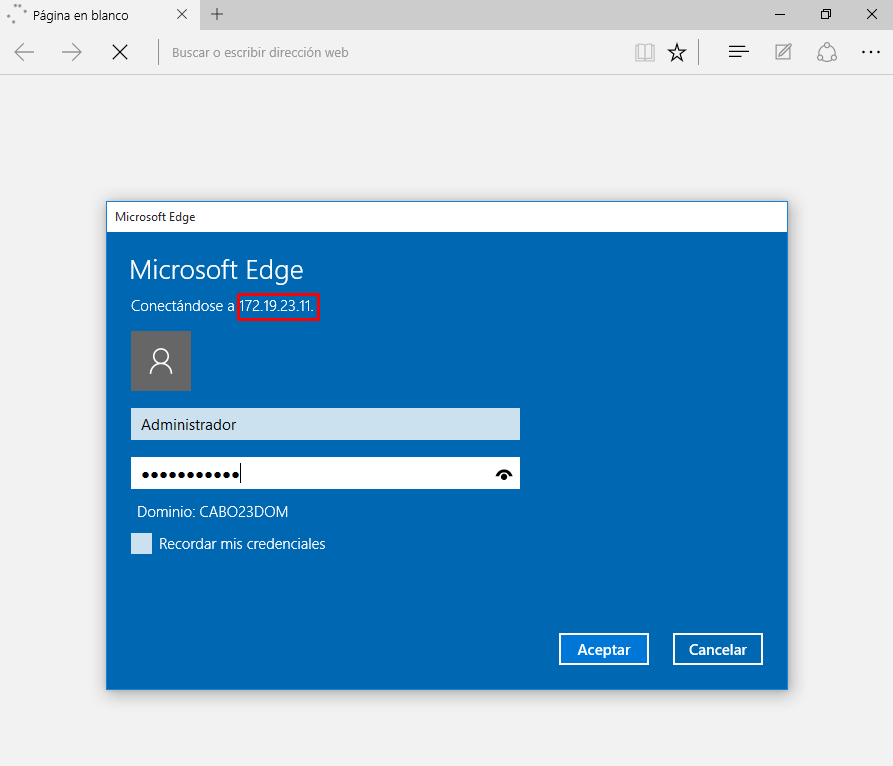 Página en blanco
Buscar o escribir dirección web
Microsoft Edge
Microsoft Edge
Conectándose a 172.19.23.11.
Administrador
●●●●●●●●●●●
Dominio: CABO23DOM
Recordar mis credenciales
Aceptar Cancelar